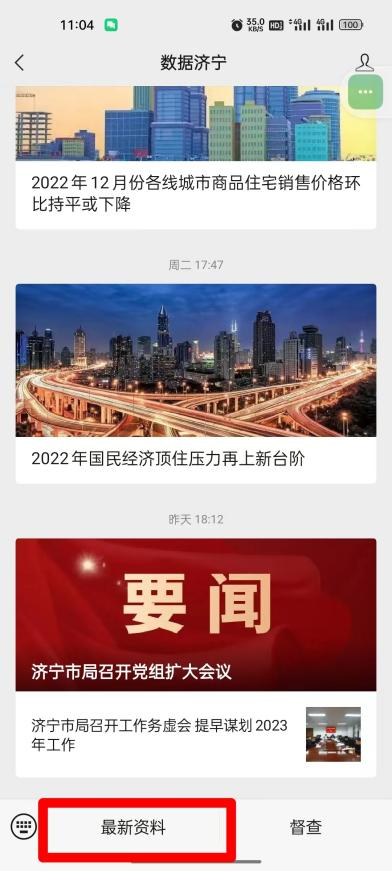 11:04
35.0
KB/S
HD
4G
4G
100
数据济宁
2022年12月份各线城市商品住宅销售价格环
比持平或下降
周二 17:47
2022年国民经济顶住压力再上新台阶
昨天 18:12
要闻
济宁市局召开党组扩大会议
济宁市局召开工作务虚会 提早谋划2023
年工作
最新资料
督查